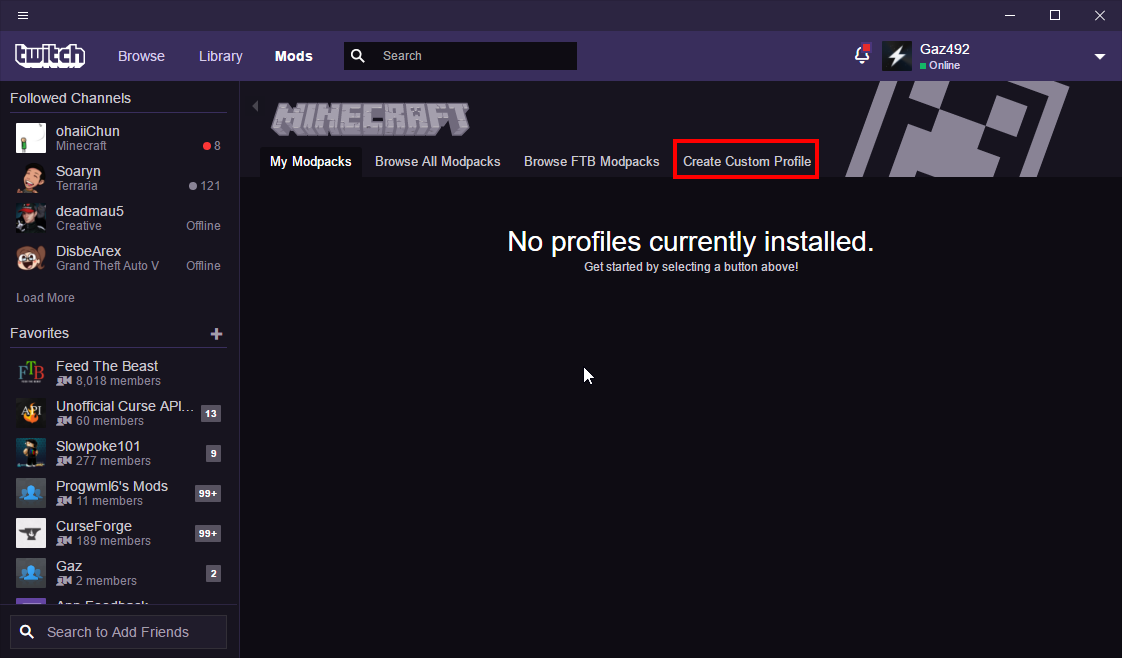 twitch
Browse
Library
Mods
Search
Gaz492
Online
Followed Channels
ohaiiChun
Minecraft
8
Soaryn
Terraria
121
deadmau5
Creative
Offline
DisbeArex
Grand Theft Auto V
Offline
Load More
Favorites
FTB
Feed The Beast
8,018 members
API
Unofficial Curse API...
60 members
13
Slowpoke101
277 members
9
Progwml6's Mods
11 members
99+
CurseForge
189 members
99+
Gaz
2 members
2
App Feedback
Search to Add Friends
MINECRAFT
My Modpacks
Browse All Modpacks
Browse FTB Modpacks
Create Custom Profile
No profiles currently installed.
Get started by selecting a button above!